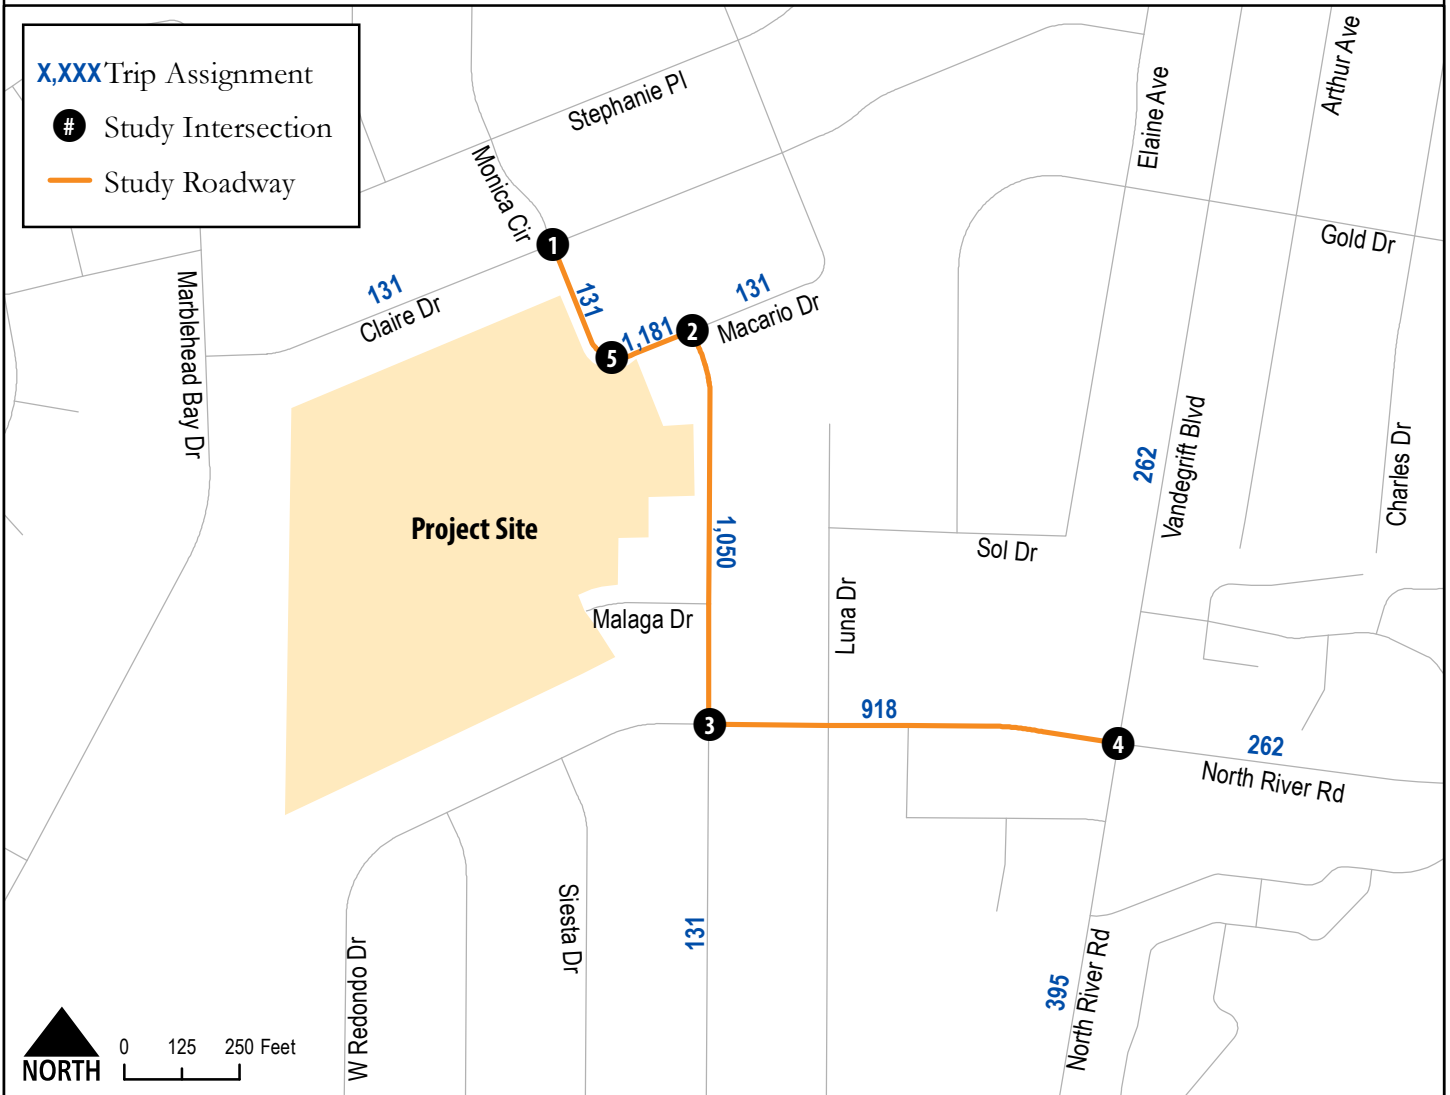 X,XXX Trip Assignment
# Study Intersection
Study Roadway
Stephanie Pl
Monica Cir
Elaine Ave
Arthur Ave
Gold Dr
1
131
Claire Dr
131
1,181
2
131
Macario Dr
5
Marblehead Bay Dr
Project Site
1,050
Malaga Dr
Luna Dr
Sol Dr
262
Vandegrift Blvd
Charles Dr
3
918
4
262
North River Rd
131
Siesta Dr
W Redondo Dr
395
North River Rd
NORTH
0 125 250 Feet